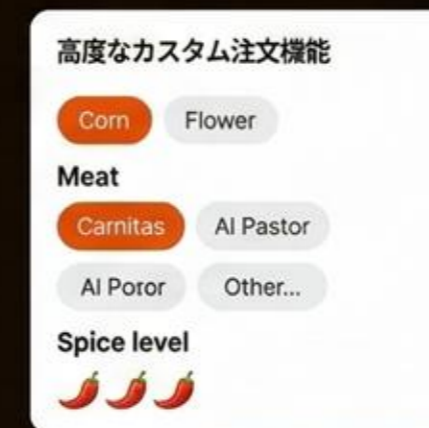 高度なカスタム注文機能
Corn Flower
Meat
Carnitas Al Pastor
Al Poror Other...
Spice level